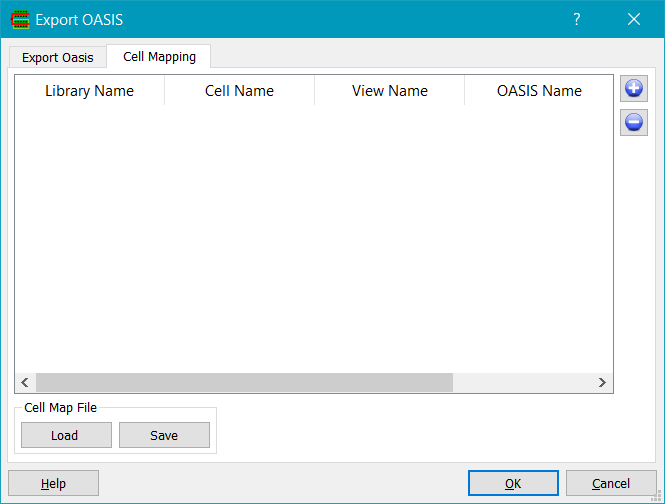 Export OASIS ?
Export Oasis Cell Mapping
Library Name Cell Name View Name OASIS Name
Cell Map File
Load Save
Help OK Cancel